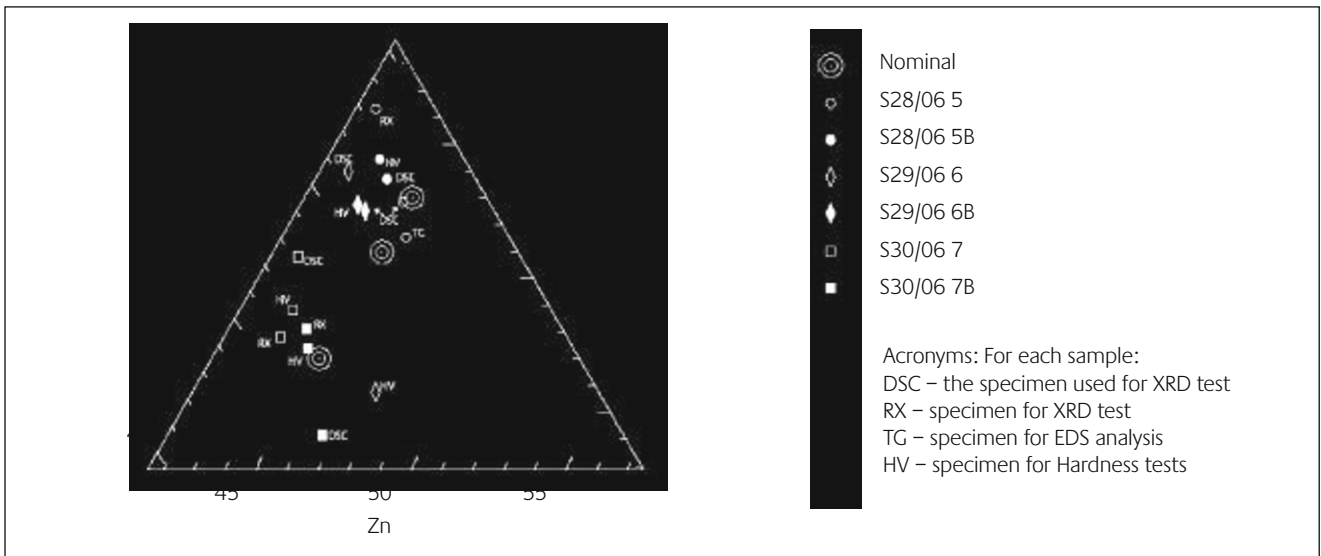 RX
DSC
HV
DSC
HV
DSC
TG
DSC
HV
RX
RX
HV
HV
DSC
45 50 55
Zn
Nominal
S28/06 5
S28/06 5B
S29/06 6
S29/06 6B
S30/06 7
S30/06 7B
Acronyms: For each sample:
DSC – the specimen used for XRD test
RX – specimen for XRD test
TG – specimen for EDS analysis
HV – specimen for Hardness tests